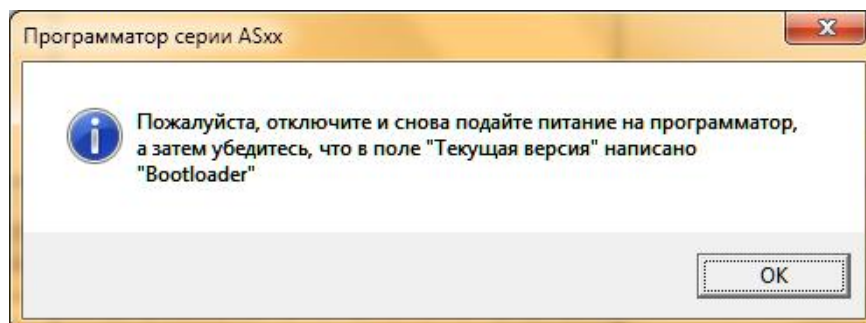 Программатор серии ASxx
Пожалуйста, отключите и снова подайте питание на программатор,
а затем убедитесь, что в поле "Текущая версия" написано
"Bootloader"
OK